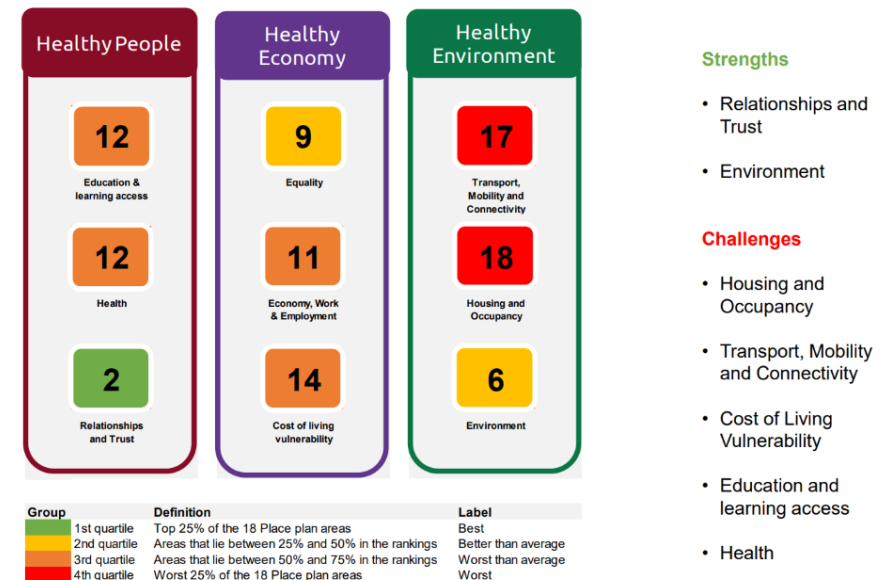 Healthy People
12
Education &
learning access
12
Health
2
Relationships
and Trust
Healthy
Economy
9
Equality
11
Economy, Work
& Employment
14
Cost of living
vulnerability
Healthy
Environment
17
Transport,
Mobility and
Connectivity
18
Housing and
Occupancy
6
Environment
Group Definition Label
1st quartile Top 25% of the 18 Place plan areas Best
2nd quartile Areas that lie between 25% and 50% in the rankings Better than average
3rd quartile Areas that lie between 50% and 75% in the rankings Worst than average
4th quartile Worst 25% of the 18 Place plan areas Worst
Strengths
• Relationships and
Trust
• Environment
Challenges
• Housing and
Occupancy
• Transport, Mobility
and Connectivity
• Cost of Living
Vulnerability
• Education and
learning access
• Health